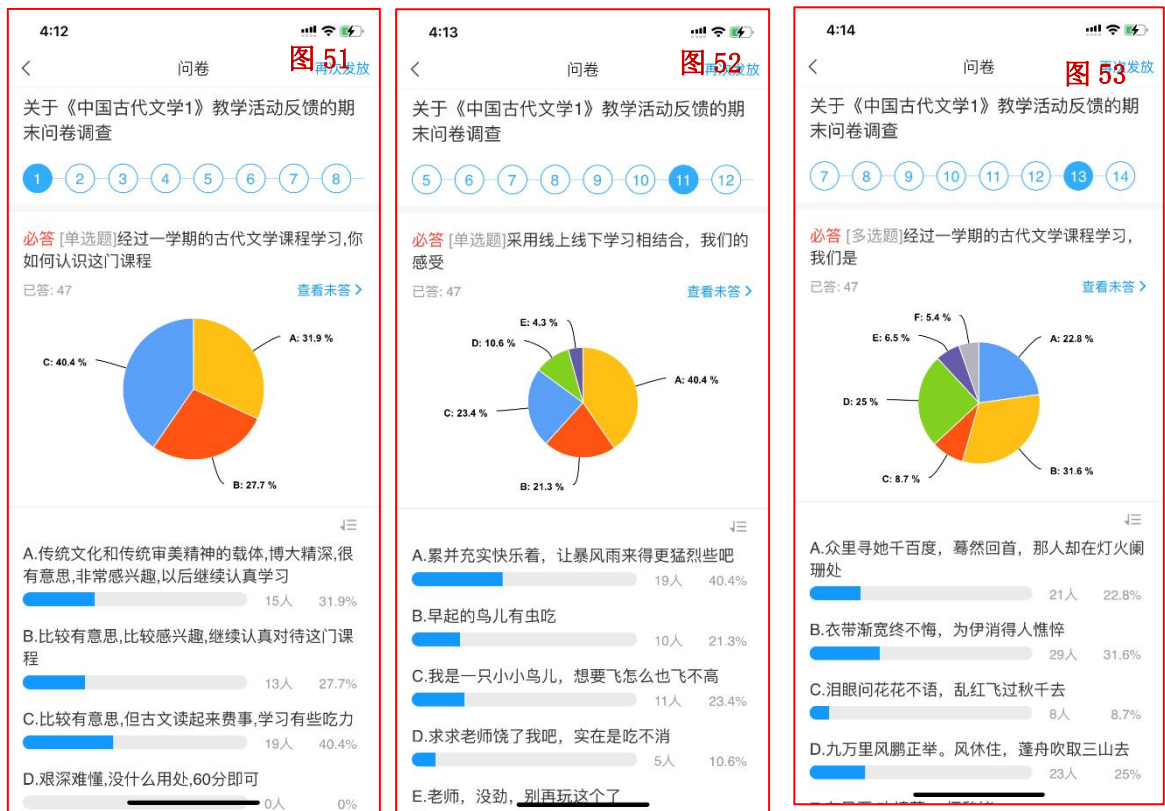 4:12
图 51
问卷
再次发放
关于《中国古代文学1》教学活动反馈的期
末问卷调查
1 2 3 4 5 6 7 8
必答 [单选题]经过一学期的古代文学课程学习,你
如何认识这门课程
已答: 47
查看未答
A: 31.9 %
C: 40.4 %
B: 27.7 %
A.传统文化和传统审美精神的载体,博大精深,很
有意思,非常感兴趣,以后继续认真学习
15人 31.9%
B.比较有意思,比较感兴趣,继续认真对待这门课
程
13人 27.7%
C.比较有意思,但古文读起来费事,学习有些吃力
19人 40.4%
D.艰深难懂,没什么用处,60分即可
0人 0%
4:13
图 52
问卷
再次发放
关于《中国古代文学1》教学活动反馈的期
末问卷调查
5 6 7 8 9 10 11 12
必答 [单选题]采用线上线下学习相结合，我们的
感受
已答: 47
查看未答
E: 4.3 %
D: 10.6 %
A: 40.4 %
C: 23.4 %
B: 21.3 %
A.累并充实快乐着，让暴风雨来得更猛烈些吧
19人 40.4%
B.早起的鸟儿有虫吃
10人 21.3%
C.我是一只小小鸟儿，想要飞怎么也飞不高
11人 23.4%
D.求求老师饶了我吧，实在是吃不消
5人 10.6%
E.老师，没劲，别再玩这个了
4:14
图 53
问卷
再次发放
关于《中国古代文学1》教学活动反馈的期
末问卷调查
7 8 9 10 11 12 13 14
必答 [多选题]经过一学期的古代文学课程学习，
我们是
已答: 47
查看未答
F: 5.4 %
E: 6.5 %
A: 22.8 %
D: 25 %
C: 8.7 %
B: 31.6 %
A.众里寻她千百度，蓦然回首，那人却在灯火阑
珊处
21人 22.8%
B.衣带渐宽终不悔，为伊消得人憔悴
29人 31.6%
C.泪眼问花花不语，乱红飞过秋千去
8人 8.7%
D.九万里风鹏正举。风休住，蓬舟吹取三山去
23人 25%